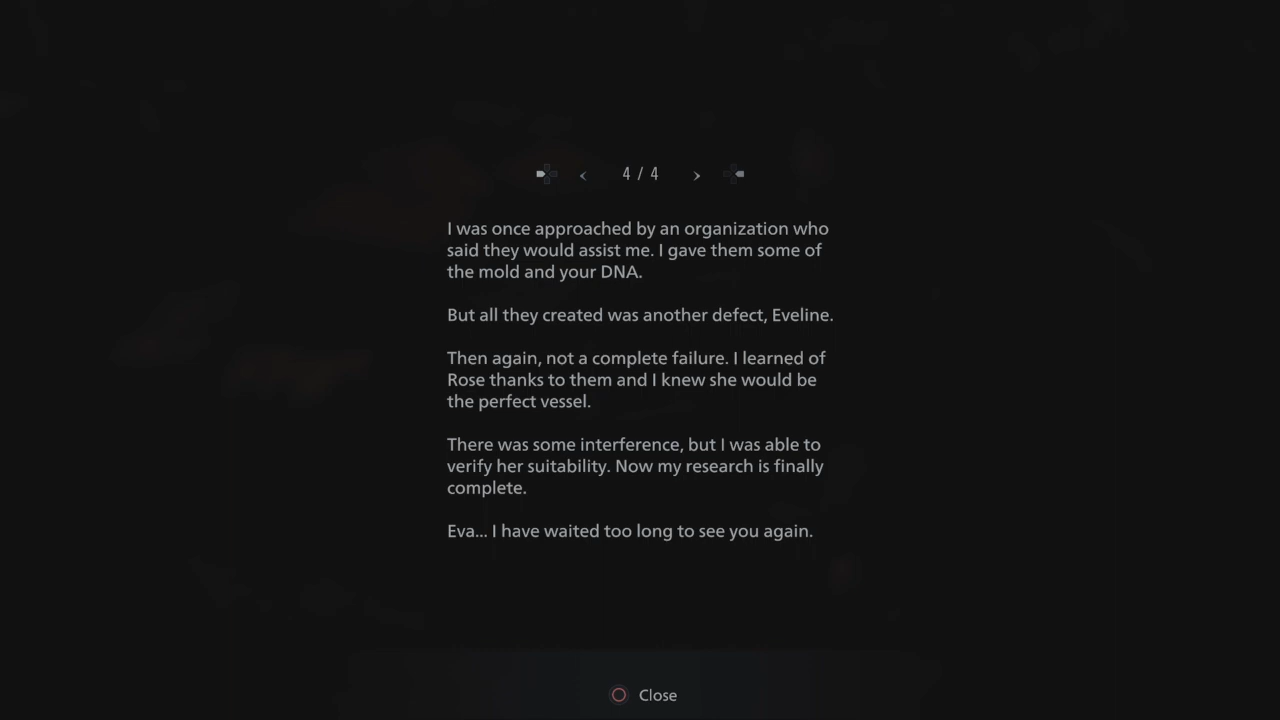 4 / 4
I was once approached by an organization who
said they would assist me. I gave them some of
the mold and your DNA.
But all they created was another defect, Eveline.
Then again, not a complete failure. I learned of
Rose thanks to them and I knew she would be
the perfect vessel.
There was some interference, but I was able to
verify her suitability. Now my research is finally
complete.
Eva... I have waited too long to see you again.
Close